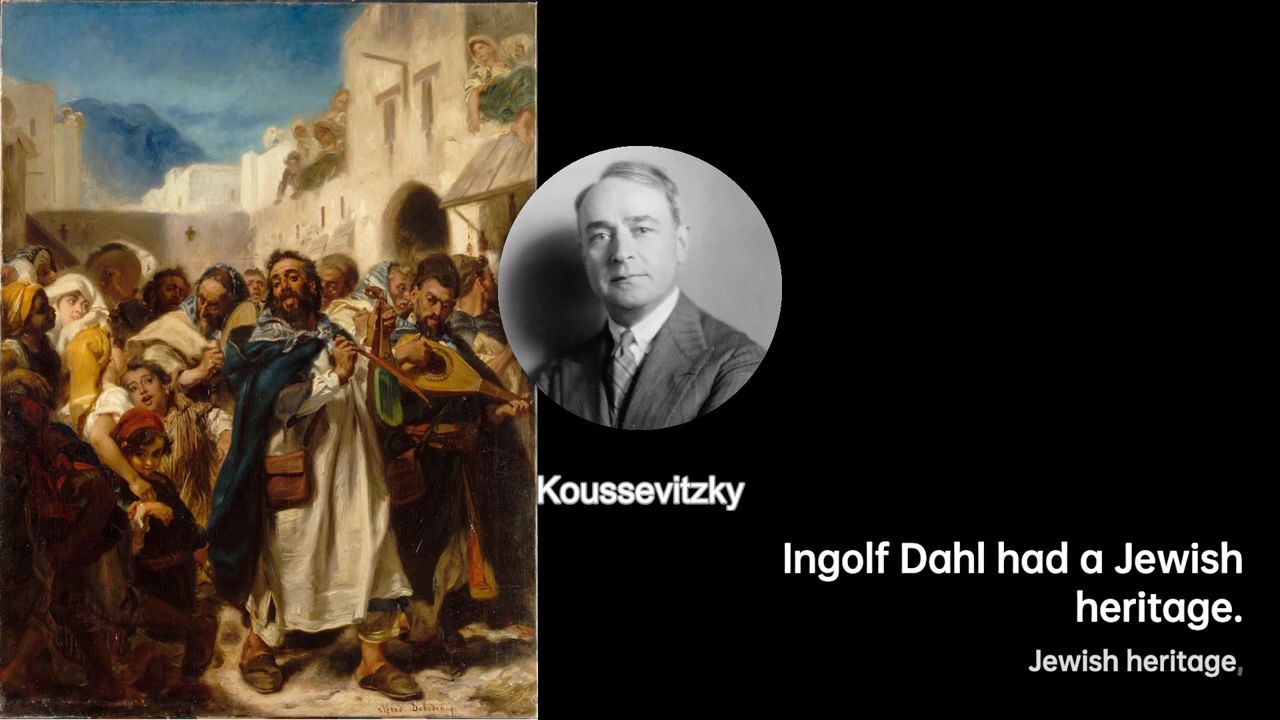 Koussevitzky
Ingolf Dahl had a Jewish
heritage.
Jewish heritage,